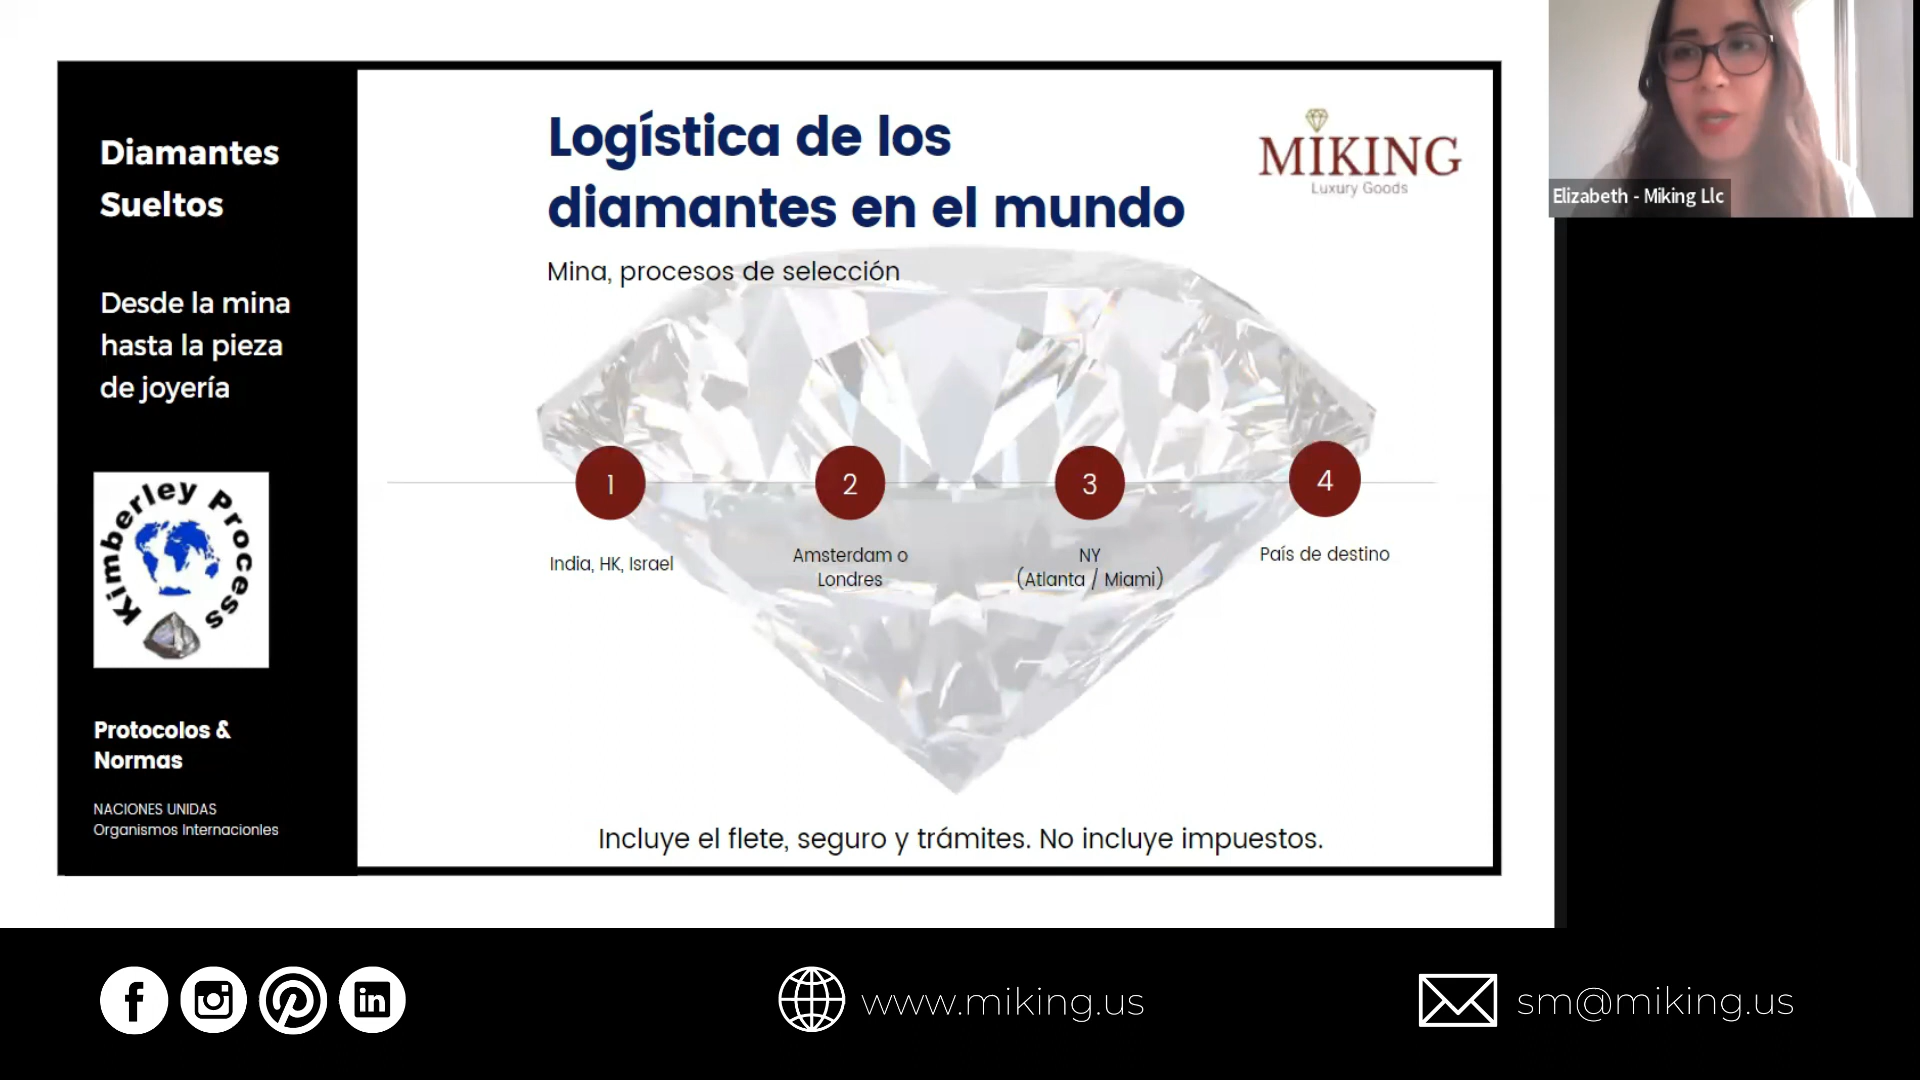 Diamantes
Sueltos
Desde la mina
hasta la pieza
de joyería
Kimberley Process
Protocolos &
Normas
NACIONES UNIDAS
Organismos Internacionles
Logística de los
diamantes en el mundo
Mina, procesos de selección
MIKING
Luxury Goods
1
India, HK, Israel
2
Amsterdam o
Londres
3
NY
(Atlanta / Miami)
4
País de destino
Incluye el flete, seguro y trámites. No incluye impuestos.
Elizabeth - Miking Llc
www.miking.us
sm@miking.us